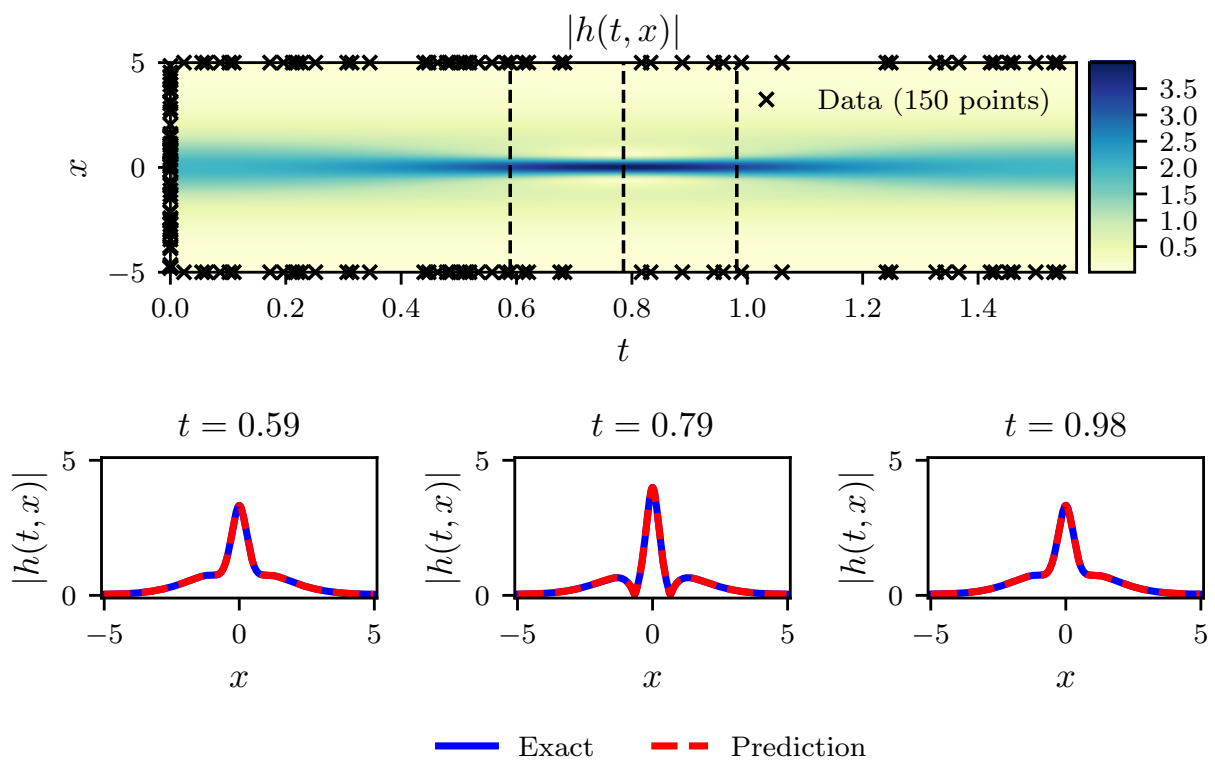 |h(t, x)|
5
0
−5
x
Data (150 points)
3.5
3.0
2.5
2.0
1.5
1.0
0.5
0.0 0.2 0.4 0.6 0.8 1.0 1.2 1.4
t
t = 0.59
5
0
|h(t, x)|
−5 0 5
x
t = 0.79
5
0
|h(t, x)|
−5 0 5
x
t = 0.98
5
0
|h(t, x)|
−5 0 5
x
Exact Prediction